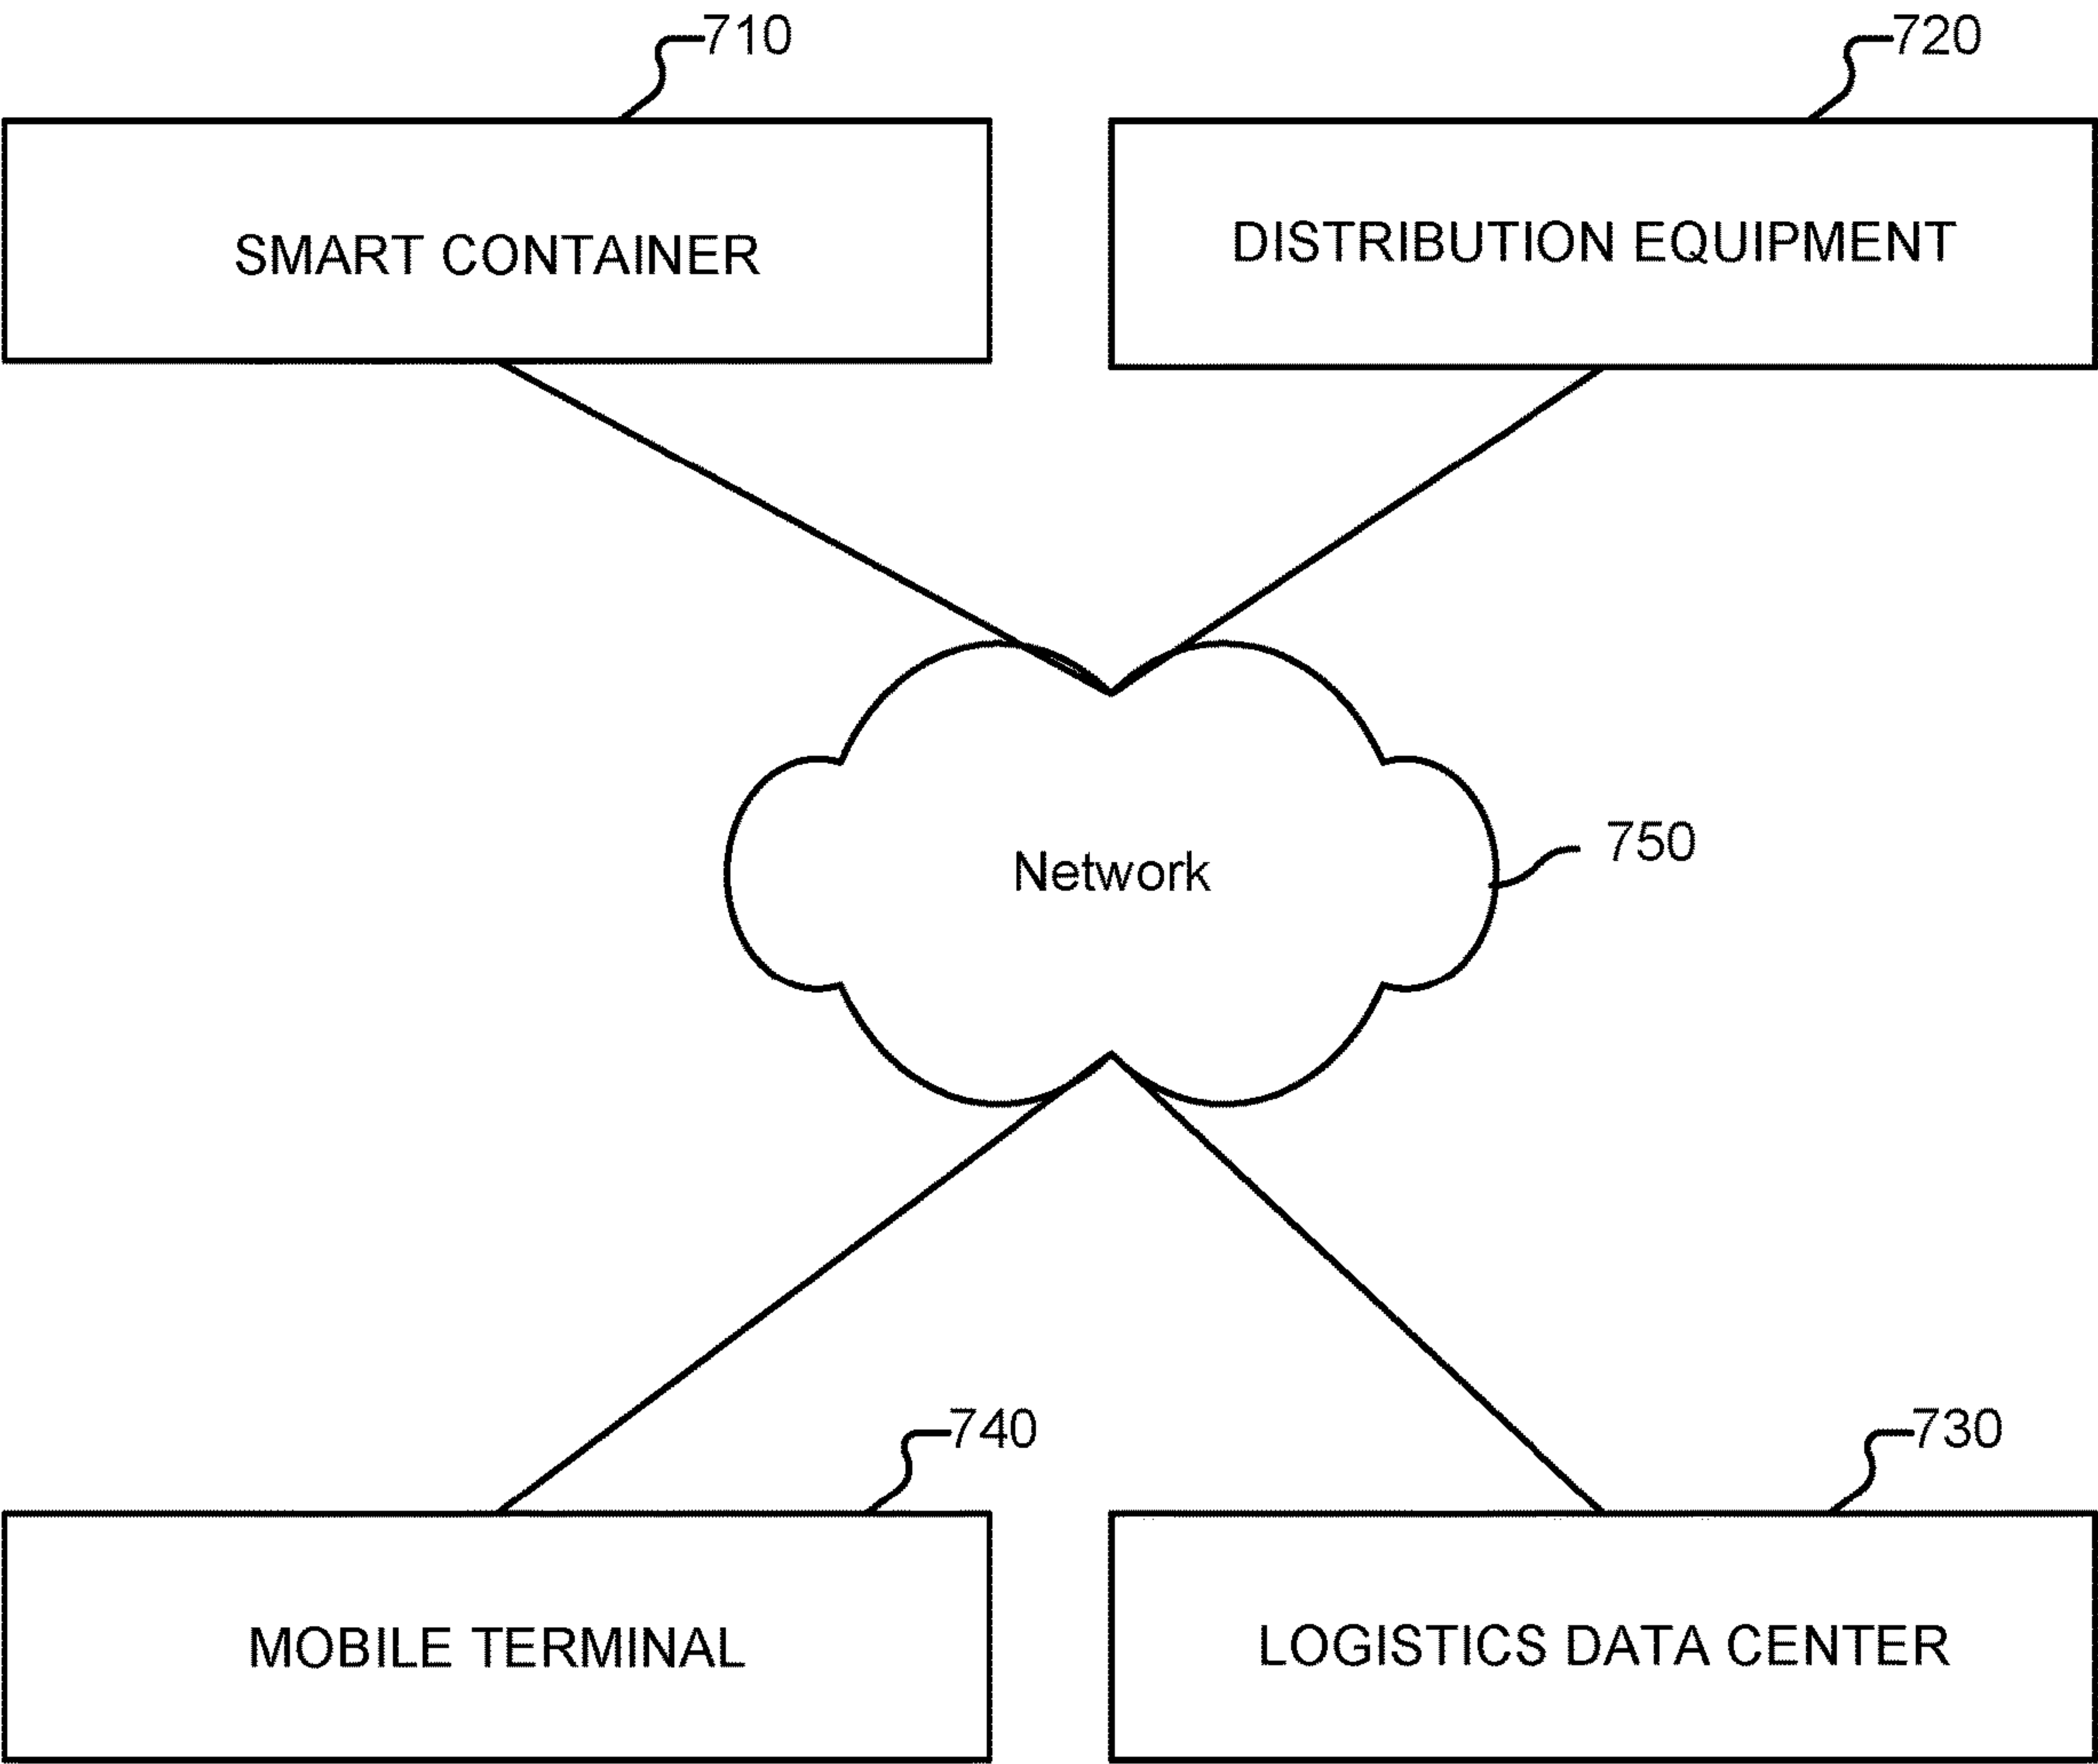 710
720
SMART CONTAINER
DISTRIBUTION EQUIPMENT
Network
750
740
730
MOBILE TERMINAL
LOGISTICS DATA CENTER